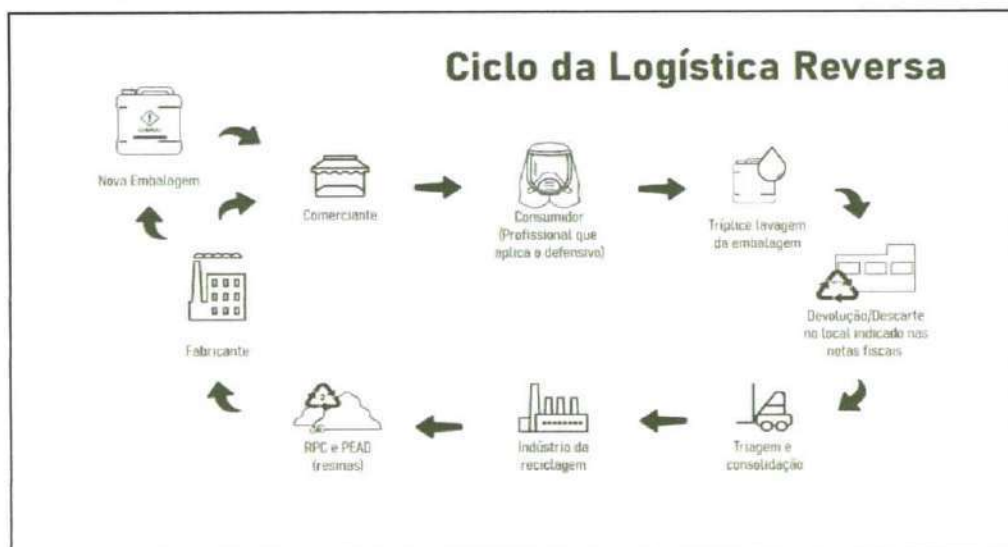 Ciclo da Logística Reversa
Nova Embalagem
Comerciante
Consumidor
(Profissional que
aplica o defensivo)
Tríplice lavagem
da embalagem
Devolução/Descarte
no local indicado nas
notas fiscais
Triagem e
consolidação
Indústria da
reciclagem
RPC e PEAD
(resinas)
Fabricante